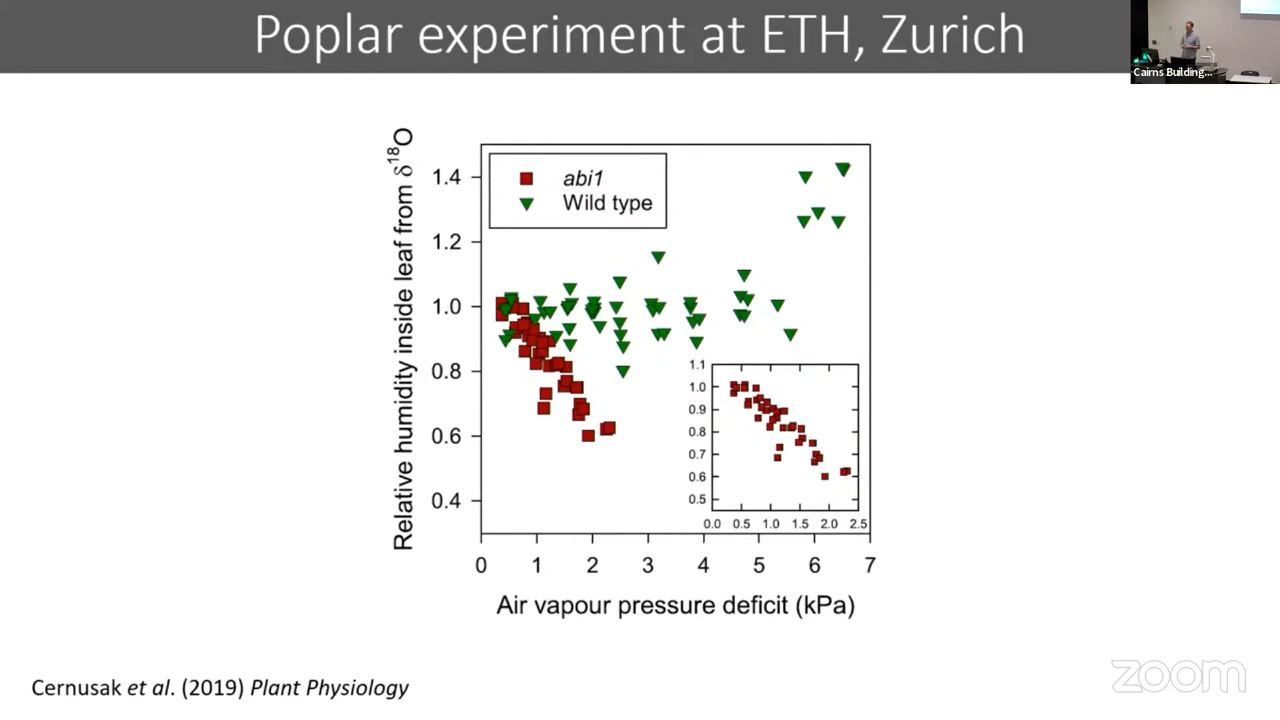 Poplar experiment at ETH, Zurich
Cairns Building...
Relative humidity inside leaf from δ¹⁸O
abi1
Wild type
1.4
1.2
1.0
0.8
0.6
0.4
0 1 2 3 4 5 6 7
Air vapour pressure deficit (kPa)
1.1
1.0
0.9
0.8
0.7
0.6
0.5
0.0 0.5 1.0 1.5 2.0 2.5
Cernusak et al. (2019) Plant Physiology
zoom